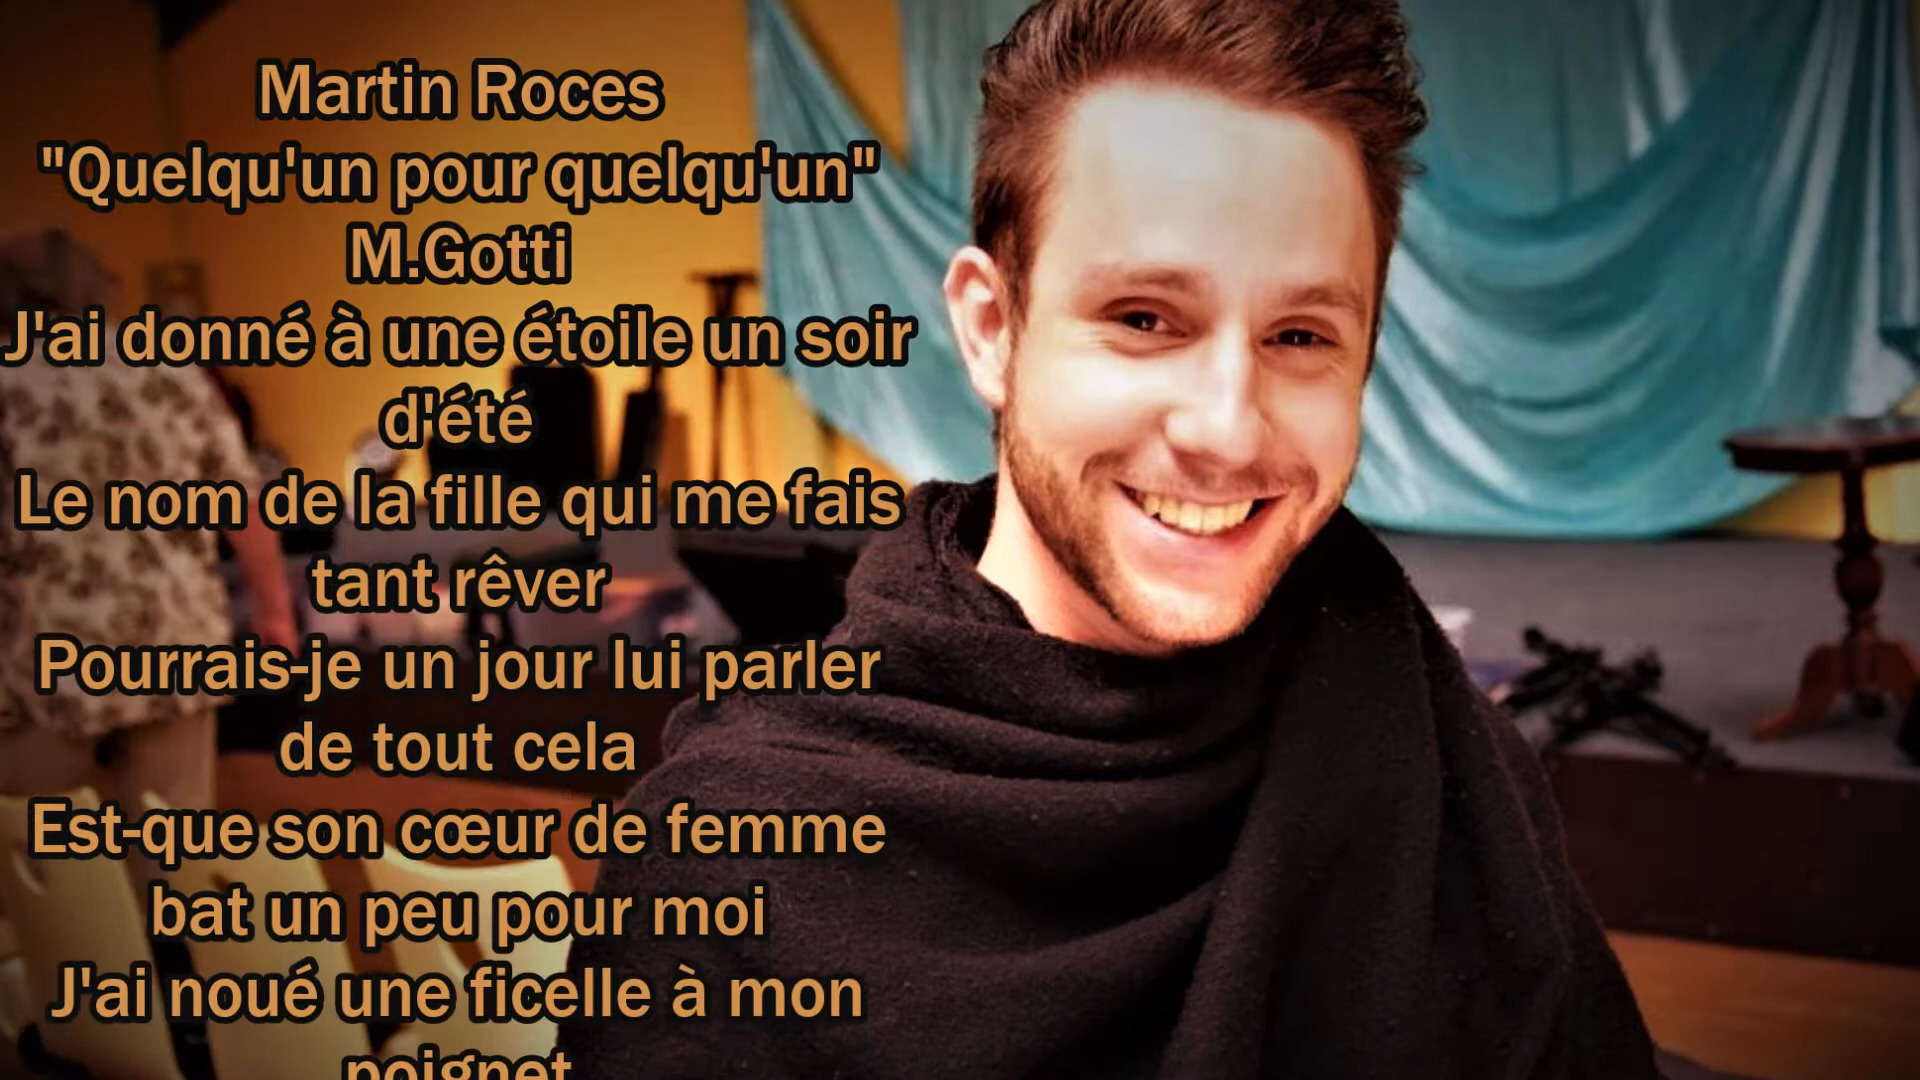 Martin Roces
"Quelqu'un pour quelqu'un"
M.Gotti
J'ai donné à une étoile un soir
d'été
Le nom de la fille qui me fais
tant rêver
Pourrais-je un jour lui parler
de tout cela
Est-que son cœur de femme
bat un peu pour moi
J'ai noué une ficelle à mon
poignet